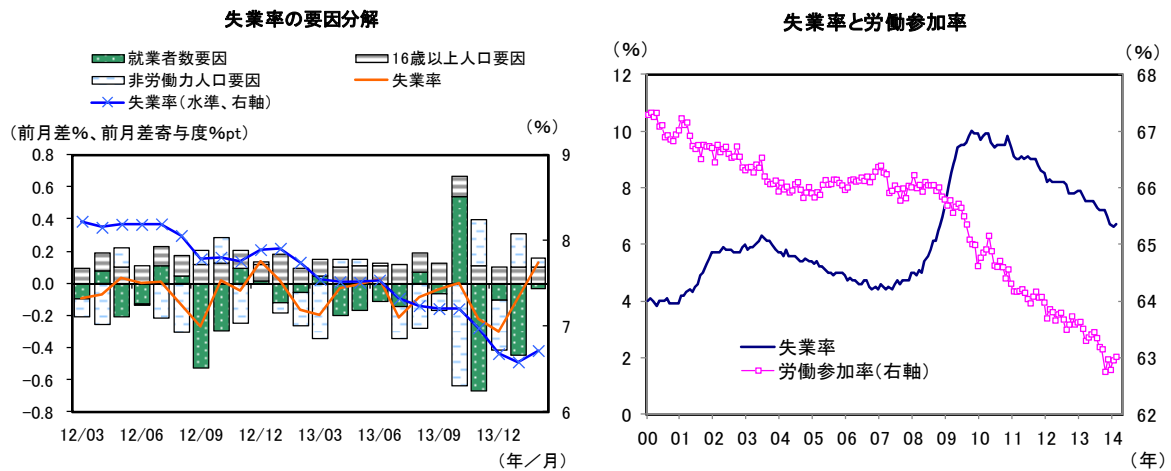 失業率の要因分解
就業者数要因
16歳以上人口要因
非労働力人口要因
失業率
失業率(水準、右軸)
(前月差%、前月差寄与度%pt)
(%)
0.8
0.6
0.4
0.2
0.0
−0.2
−0.4
−0.6
−0.8
9
8
7
6
12/03 12/06 12/09 12/12 13/03 13/06 13/09 13/12
(年/月)
失業率と労働参加率
(%)
(%)
12
10
8
6
4
2
0
68
67
66
65
64
63
62
失業率
労働参加率(右軸)
00 01 02 03 04 05 06 07 08 09 10 11 12 13 14
(年)